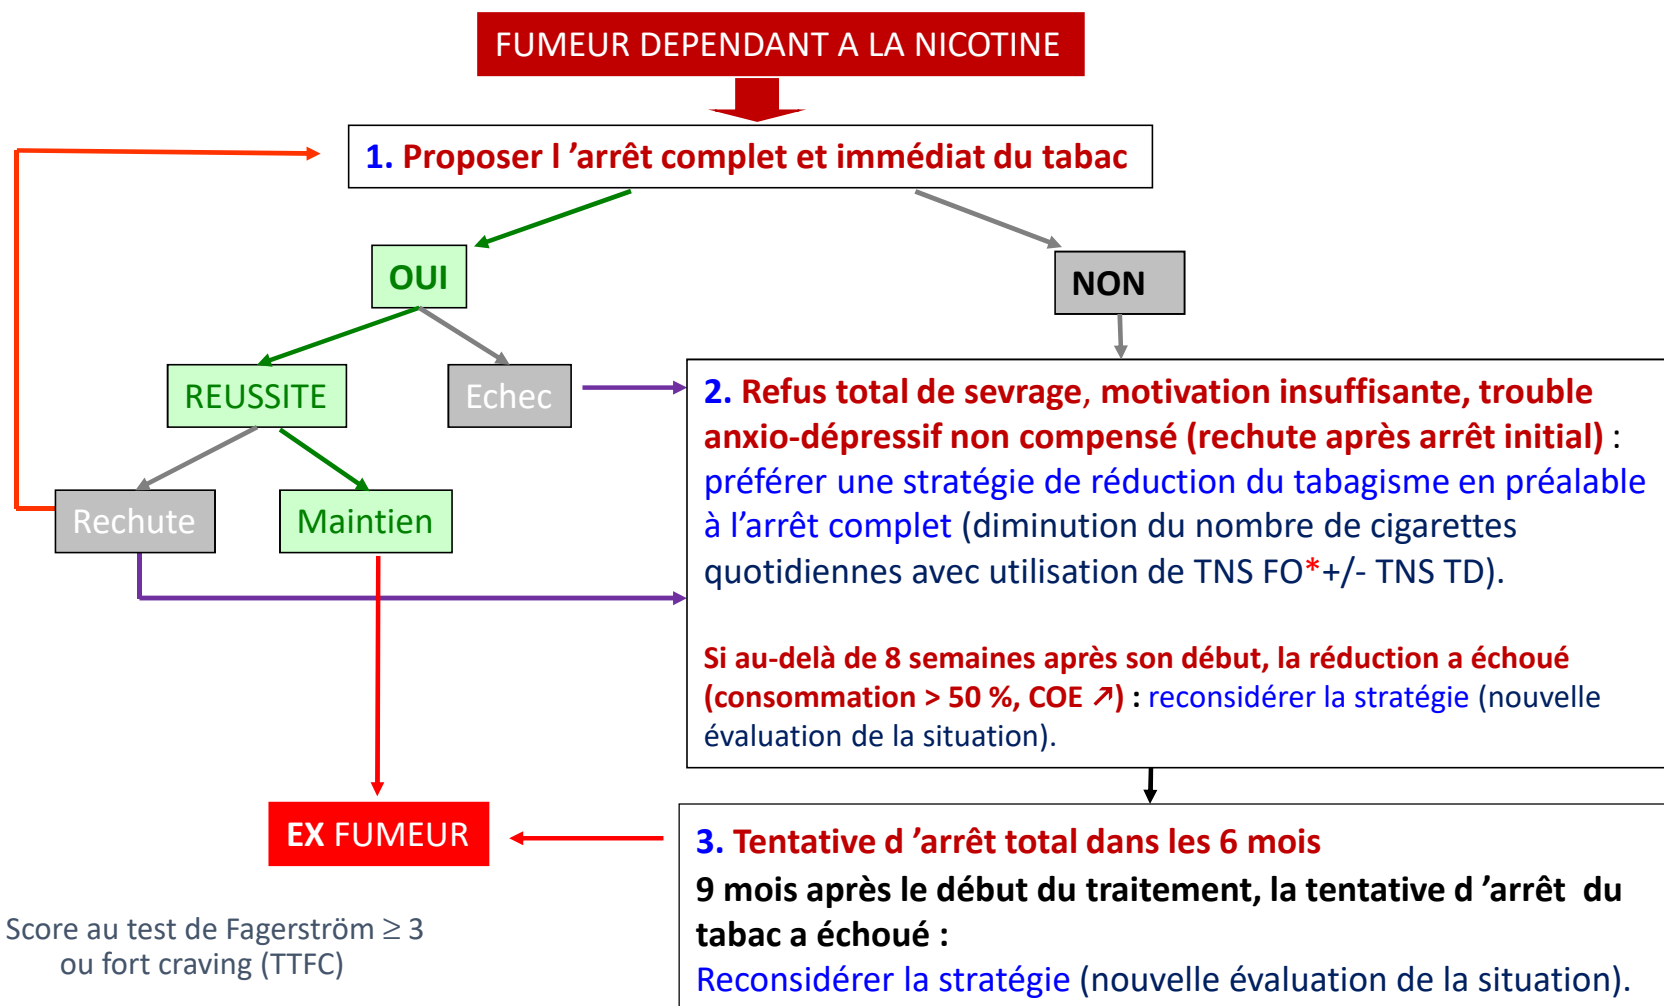 FUMEUR DEPENDANT A LA NICOTINE
1. Proposer l ’arrêt complet et immédiat du tabac
OUI
NON
REUSSITE
Echec
Rechute
Maintien
2. Refus total de sevrage, motivation insuffisante, trouble
anxio-dépressif non compensé (rechute après arrêt initial) :
préférer une stratégie de réduction du tabagisme en préalable
à l’arrêt complet (diminution du nombre de cigarettes
quotidiennes avec utilisation de TNS FO*+/- TNS TD).
Si au-delà de 8 semaines après son début, la réduction a échoué
(consommation > 50 %, COE ↗) : reconsidérer la stratégie (nouvelle
évaluation de la situation).
EX FUMEUR
3. Tentative d ’arrêt total dans les 6 mois
9 mois après le début du traitement, la tentative d ’arrêt du
tabac a échoué :
Reconsidérer la stratégie (nouvelle évaluation de la situation).
Score au test de Fagerström ≥ 3
ou fort craving (TTFC)